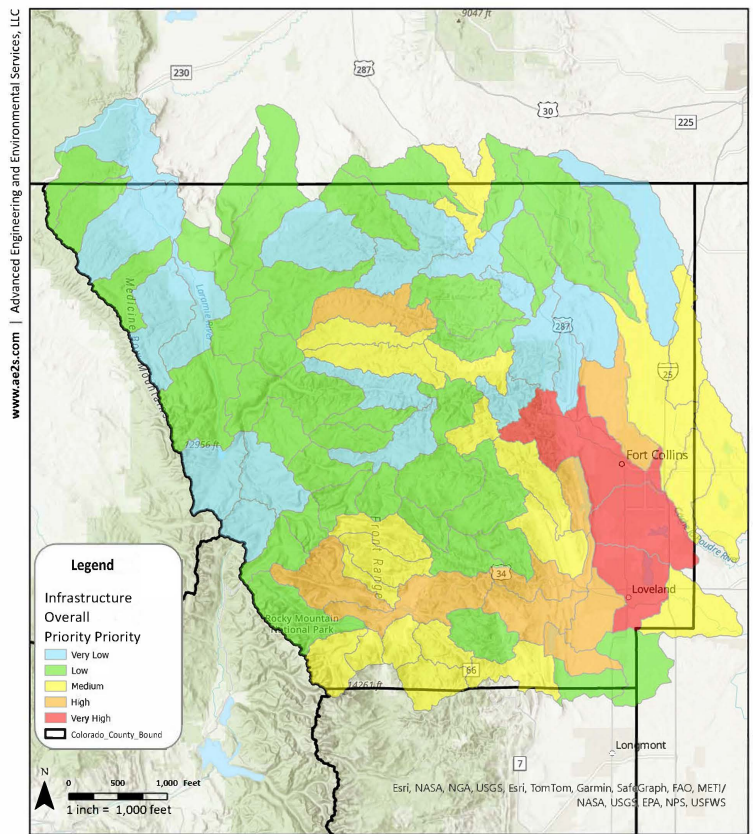 www.ae2s.com | Advanced Engineering and Environmental Services, LLC
9047 ft
230
287
30
225
Medicine Bow Mountains
Laramie River
287
25
12956 ft
Fort Collins
Front Range
34
Loveland
Rocky Mountain
National Park
66
14261 ft
Legend
Infrastructure
Overall
Priority Priority
Very Low
Low
Medium
High
Very High
Colorado_County_Bound
Longmont
7
N
0 500 1,000 Feet
1 inch = 1,000 feet
Esri, NASA, NGA, USGS, Esri, TomTom, Garmin, SafeGraph, FAO, METI/
NASA, USGS, EPA, NPS, USFWS